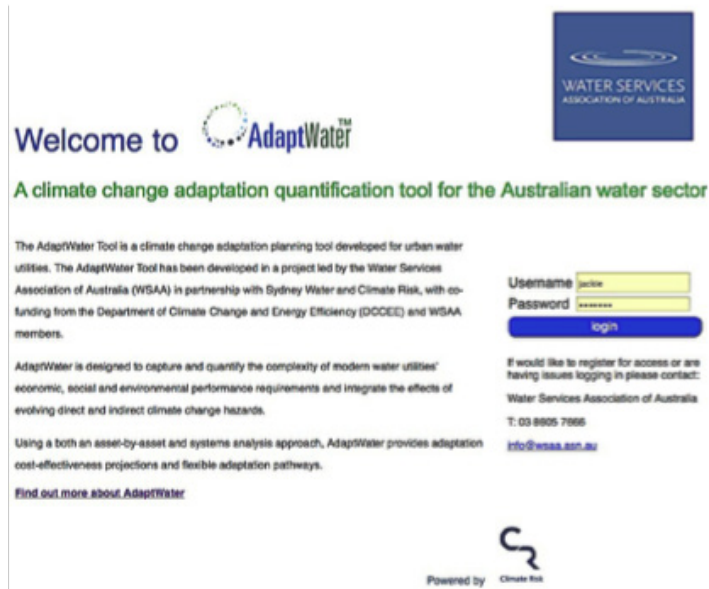 WATER SERVICES
ASSOCIATION OF AUSTRALIA
Welcome to AdaptWater™
A climate change adaptation quantification tool for the Australian water sector
The AdaptWater Tool is a climate change adaptation planning tool developed for urban water
utilities. The AdaptWater Tool has been developed in a project led by the Water Services
Association of Australia (WSAA) in partnership with Sydney Water and Climate Risk, with co-
funding from the Department of Climate Change and Energy Efficiency (DCCEE) and WSAA
members.
AdaptWater is designed to capture and quantify the complexity of modern water utilities'
economic, social and environmental performance requirements and integrate the effects of
evolving direct and indirect climate change hazards.
Using a both an asset-by-asset and systems analysis approach, AdaptWater provides adaptation
cost-effectiveness projections and flexible adaptation pathways.
Find out more about AdaptWater
Username jackie
Password •••••••
login
If would like to register for access or are
having issues logging in please contact:
Water Services Association of Australia
T: 03 8605 7666
info@wsaa.asn.au
Powered by
CR
Climate Risk